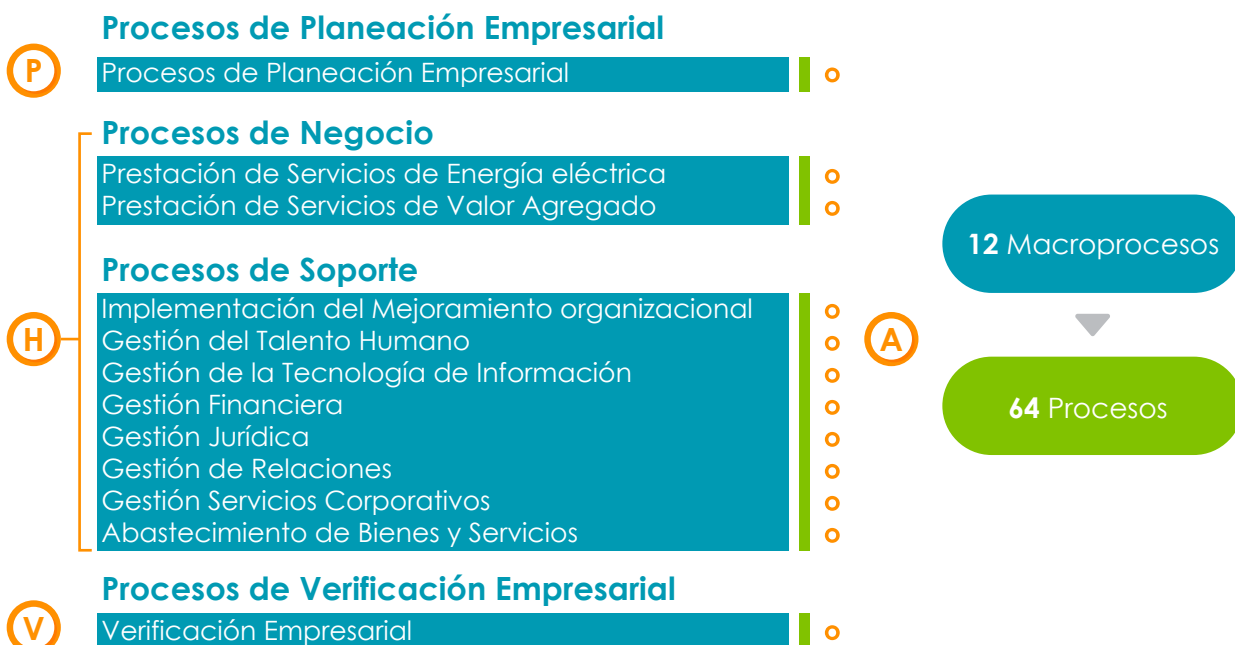 Procesos de Planeación Empresarial
P
Procesos de Planeación Empresarial
Procesos de Negocio
Prestación de Servicios de Energía eléctrica
Prestación de Servicios de Valor Agregado
Procesos de Soporte
H
Implementación del Mejoramiento organizacional
Gestión del Talento Humano
Gestión de la Tecnología de Información
Gestión Financiera
Gestión Jurídica
Gestión de Relaciones
Gestión Servicios Corporativos
Abastecimiento de Bienes y Servicios
A
Procesos de Verificación Empresarial
V
Verificación Empresarial
12 Macroprocesos
64 Procesos